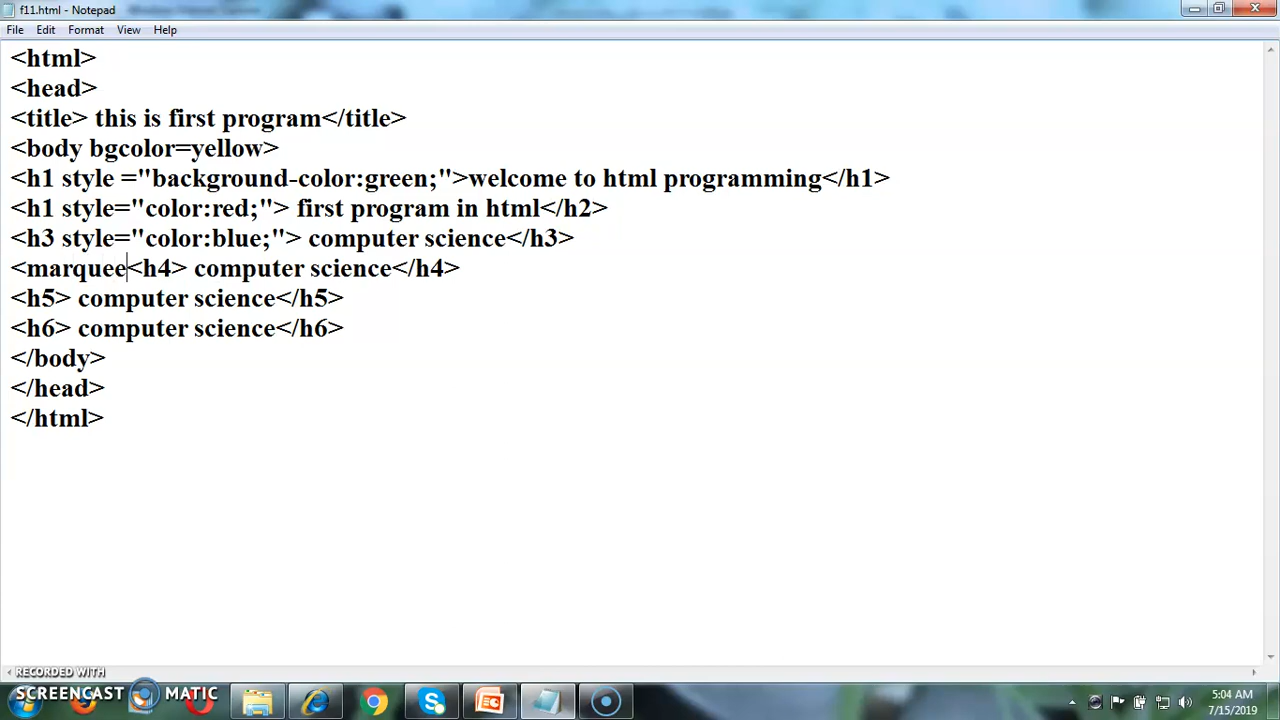 f11.html - Notepad
File Edit Format View Help
<html>
<head>
<title> this is first program</title>
<body bgcolor=yellow>
<h1 style ="background-color:green;">welcome to html programming</h1>
<h1 style="color:red;"> first program in html</h2>
<h3 style="color:blue;"> computer science</h3>
<marquee<h4> computer science</h4>
<h5> computer science</h5>
<h6> computer science</h6>
</body>
</head>
</html>
RECORDED WITH
SCREENCAST MATIC
5:04 AM
7/15/2019